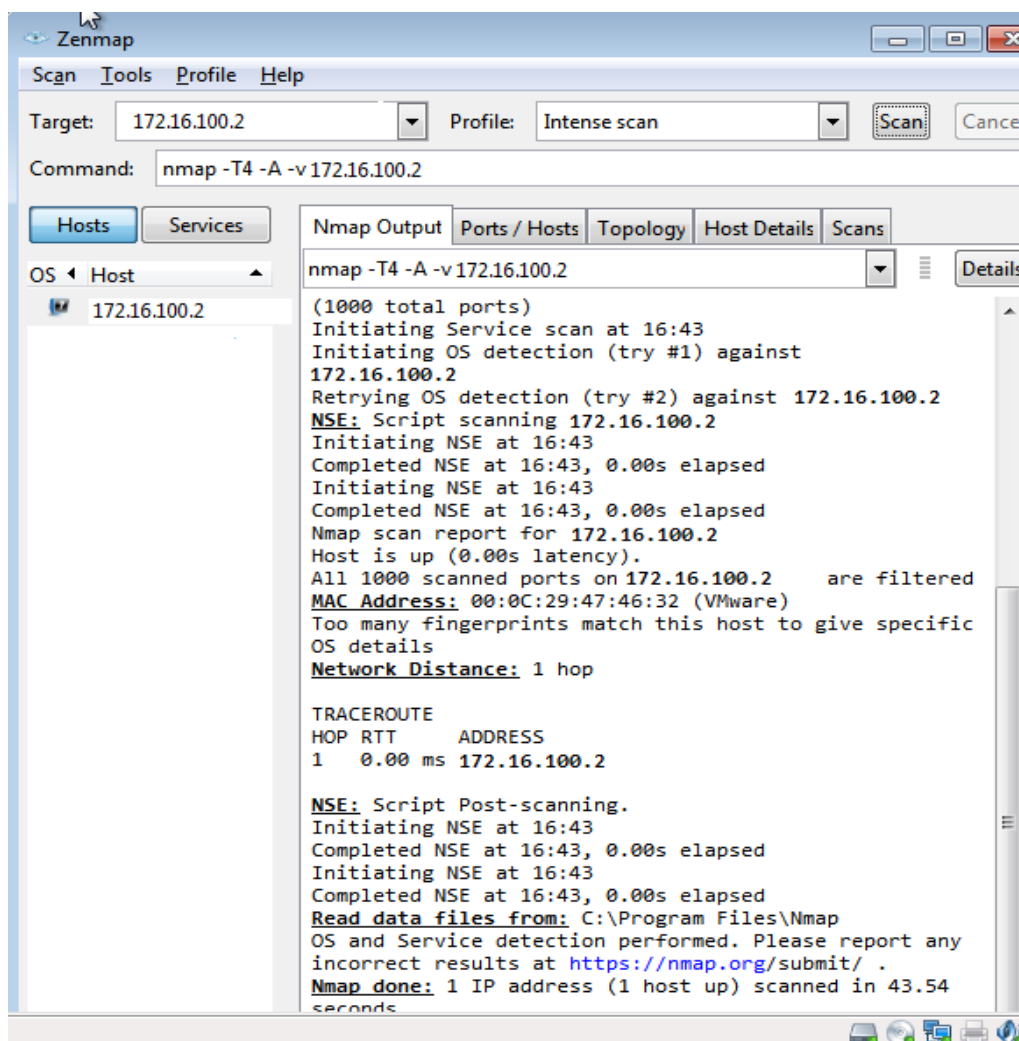 Zenmap
Scan Tools Profile Help
Target: 172.16.100.2 Profile: Intense scan Scan Cance
Command: nmap -T4 -A -v 172.16.100.2
Hosts Services
Nmap Output Ports / Hosts Topology Host Details Scans
OS Host
172.16.100.2
nmap -T4 -A -v 172.16.100.2 Details
(1000 total ports)
Initiating Service scan at 16:43
Initiating OS detection (try #1) against
172.16.100.2
Retrying OS detection (try #2) against 172.16.100.2
NSE: Script scanning 172.16.100.2
Initiating NSE at 16:43
Completed NSE at 16:43, 0.00s elapsed
Initiating NSE at 16:43
Completed NSE at 16:43, 0.00s elapsed
Nmap scan report for 172.16.100.2
Host is up (0.00s latency).
All 1000 scanned ports on 172.16.100.2 are filtered
MAC Address: 00:0C:29:47:46:32 (VMware)
Too many fingerprints match this host to give specific
OS details
Network Distance: 1 hop
TRACEROUTE
HOP RTT ADDRESS
1 0.00 ms 172.16.100.2
NSE: Script Post-scanning.
Initiating NSE at 16:43
Completed NSE at 16:43, 0.00s elapsed
Initiating NSE at 16:43
Completed NSE at 16:43, 0.00s elapsed
Read data files from: C:\Program Files\Nmap
OS and Service detection performed. Please report any
incorrect results at https://nmap.org/submit/ .
Nmap done: 1 IP address (1 host up) scanned in 43.54
seconds